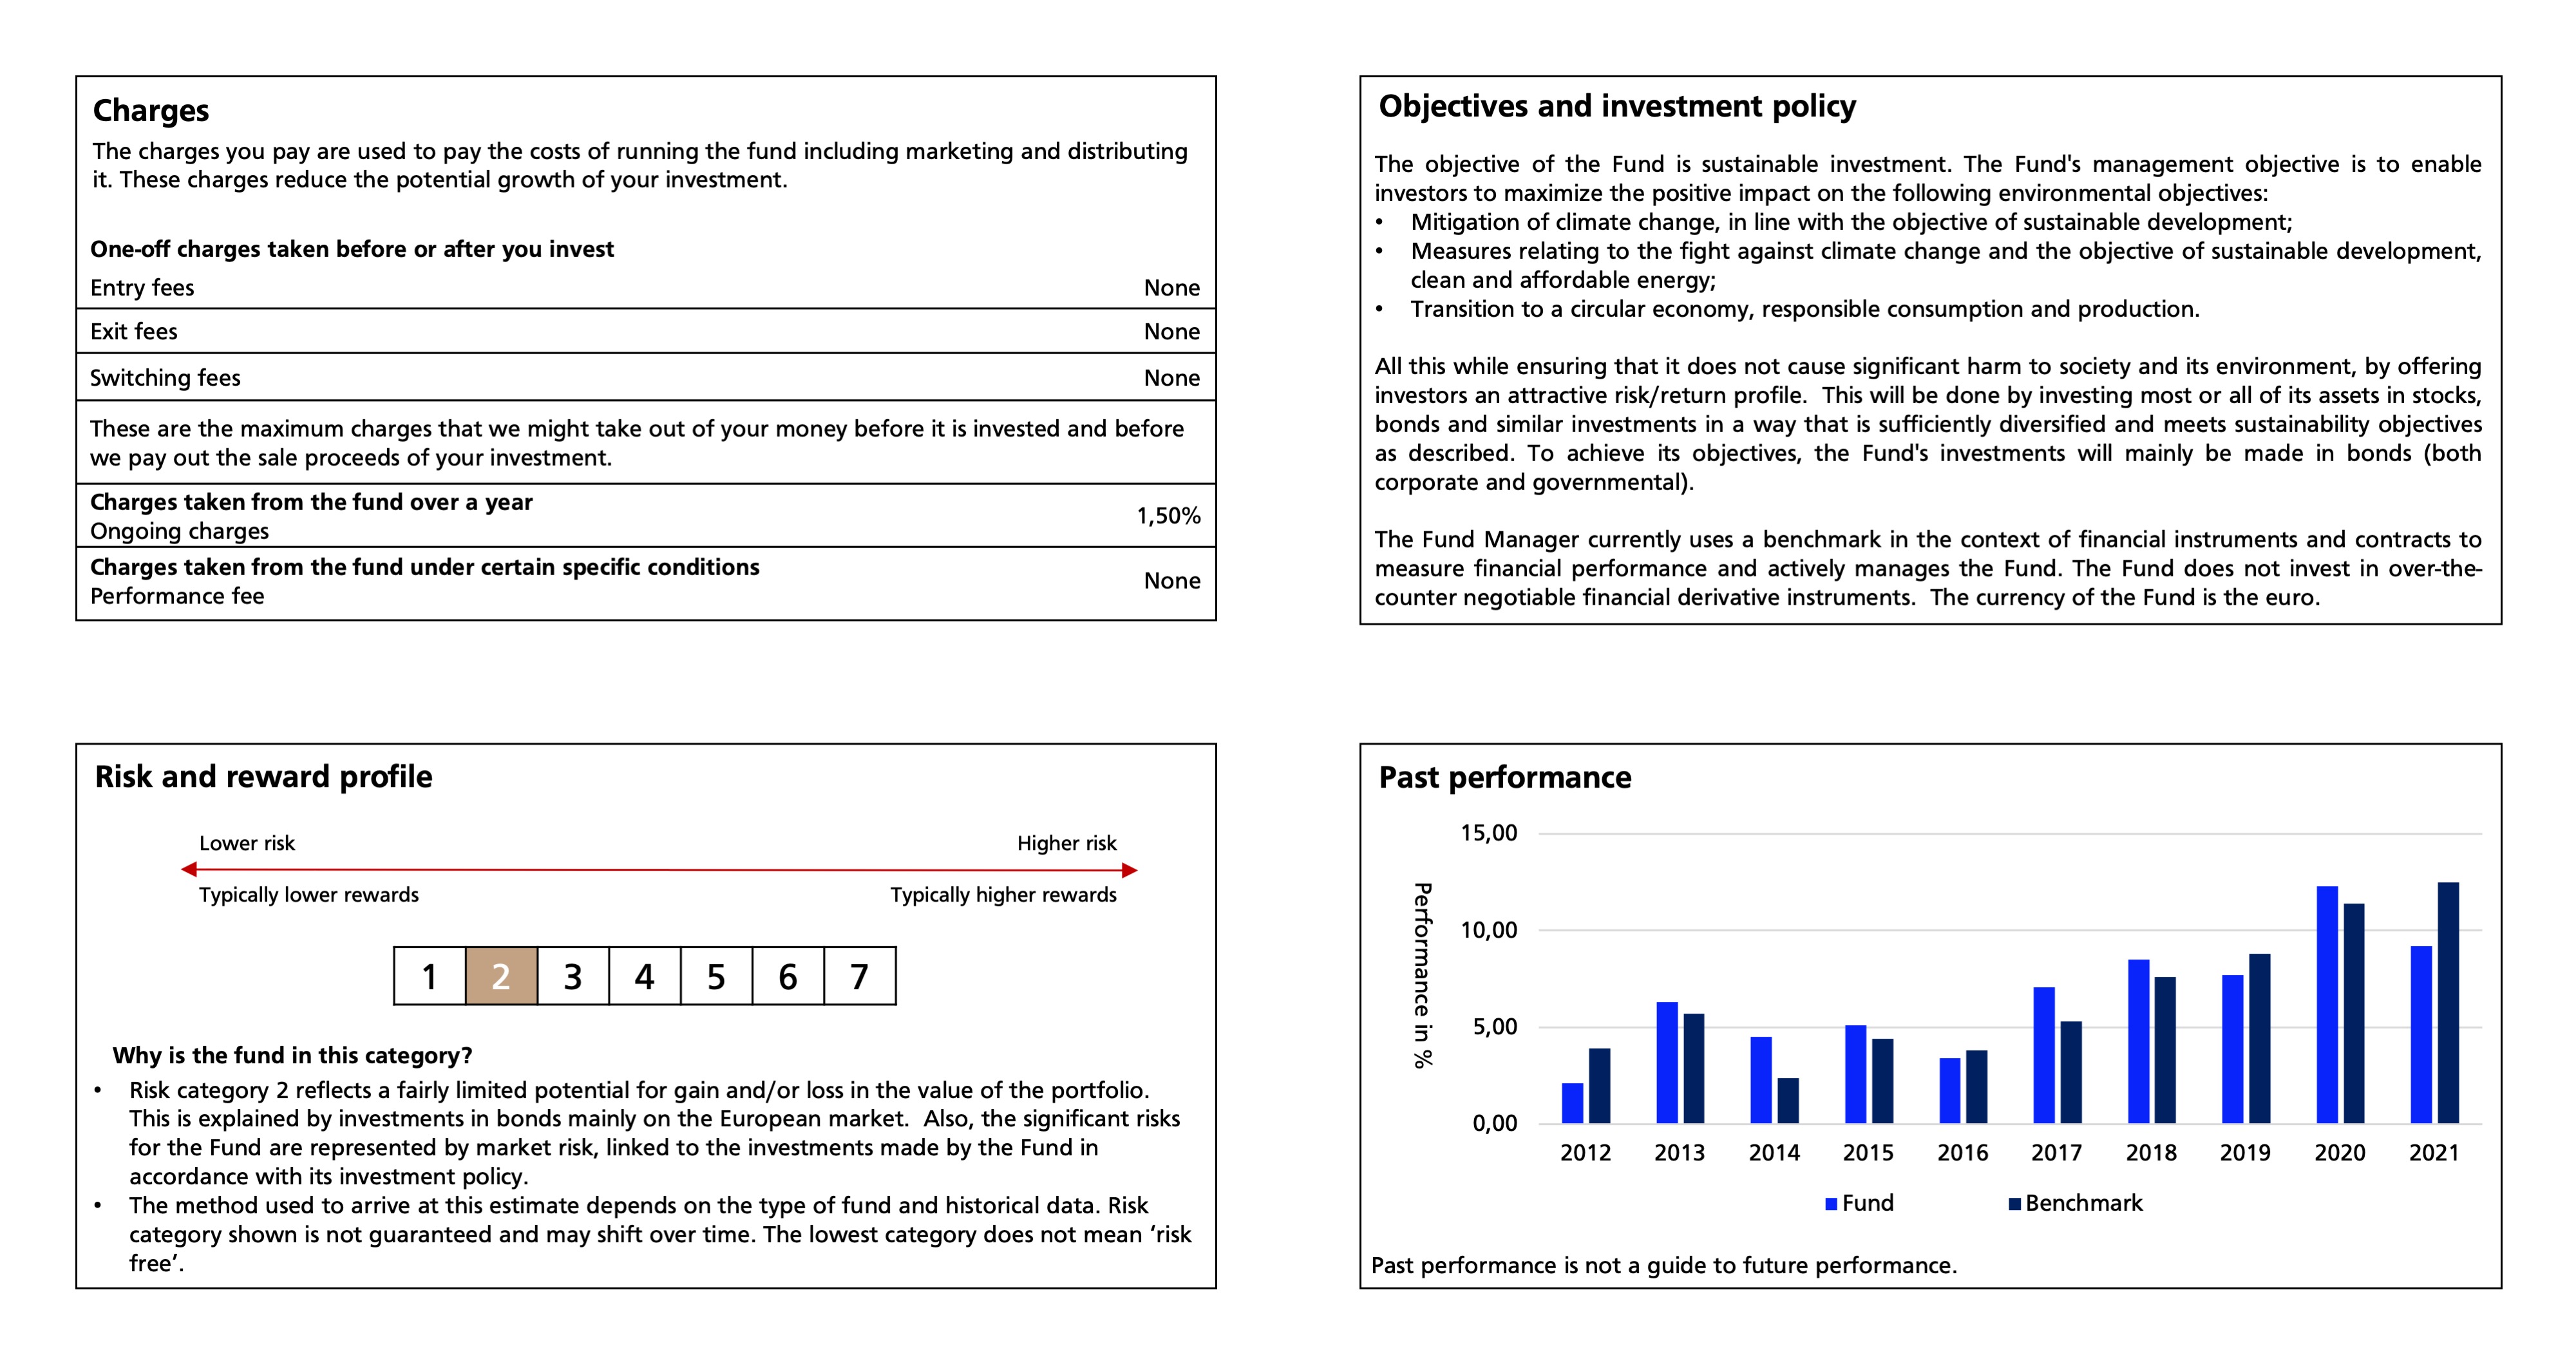 Charges
The charges you pay are used to pay the costs of running the fund including marketing and distributing
it. These charges reduce the potential growth of your investment.
One-off charges taken before or after you invest
Entry fees None
Exit fees None
Switching fees None
These are the maximum charges that we might take out of your money before it is invested and before
we pay out the sale proceeds of your investment.
Charges taken from the fund over a year
Ongoing charges 1,50%
Charges taken from the fund under certain specific conditions
Performance fee None
Objectives and investment policy
The objective of the Fund is sustainable investment. The Fund's management objective is to enable
investors to maximize the positive impact on the following environmental objectives:
• Mitigation of climate change, in line with the objective of sustainable development;
• Measures relating to the fight against climate change and the objective of sustainable development,
clean and affordable energy;
• Transition to a circular economy, responsible consumption and production.
All this while ensuring that it does not cause significant harm to society and its environment, by offering
investors an attractive risk/return profile. This will be done by investing most or all of its assets in stocks,
bonds and similar investments in a way that is sufficiently diversified and meets sustainability objectives
as described. To achieve its objectives, the Fund's investments will mainly be made in bonds (both
corporate and governmental).
The Fund Manager currently uses a benchmark in the context of financial instruments and contracts to
measure financial performance and actively manages the Fund. The Fund does not invest in over-the-
counter negotiable financial derivative instruments. The currency of the Fund is the euro.
Risk and reward profile
Lower risk Higher risk
Typically lower rewards Typically higher rewards
1 2 3 4 5 6 7
Why is the fund in this category?
• Risk category 2 reflects a fairly limited potential for gain and/or loss in the value of the portfolio.
This is explained by investments in bonds mainly on the European market. Also, the significant risks
for the Fund are represented by market risk, linked to the investments made by the Fund in
accordance with its investment policy.
• The method used to arrive at this estimate depends on the type of fund and historical data. Risk
category shown is not guaranteed and may shift over time. The lowest category does not mean ‘risk
free’.
Past performance
Performance in %
15,00
10,00
5,00
0,00
2012 2013 2014 2015 2016 2017 2018 2019 2020 2021
Fund Benchmark
Past performance is not a guide to future performance.